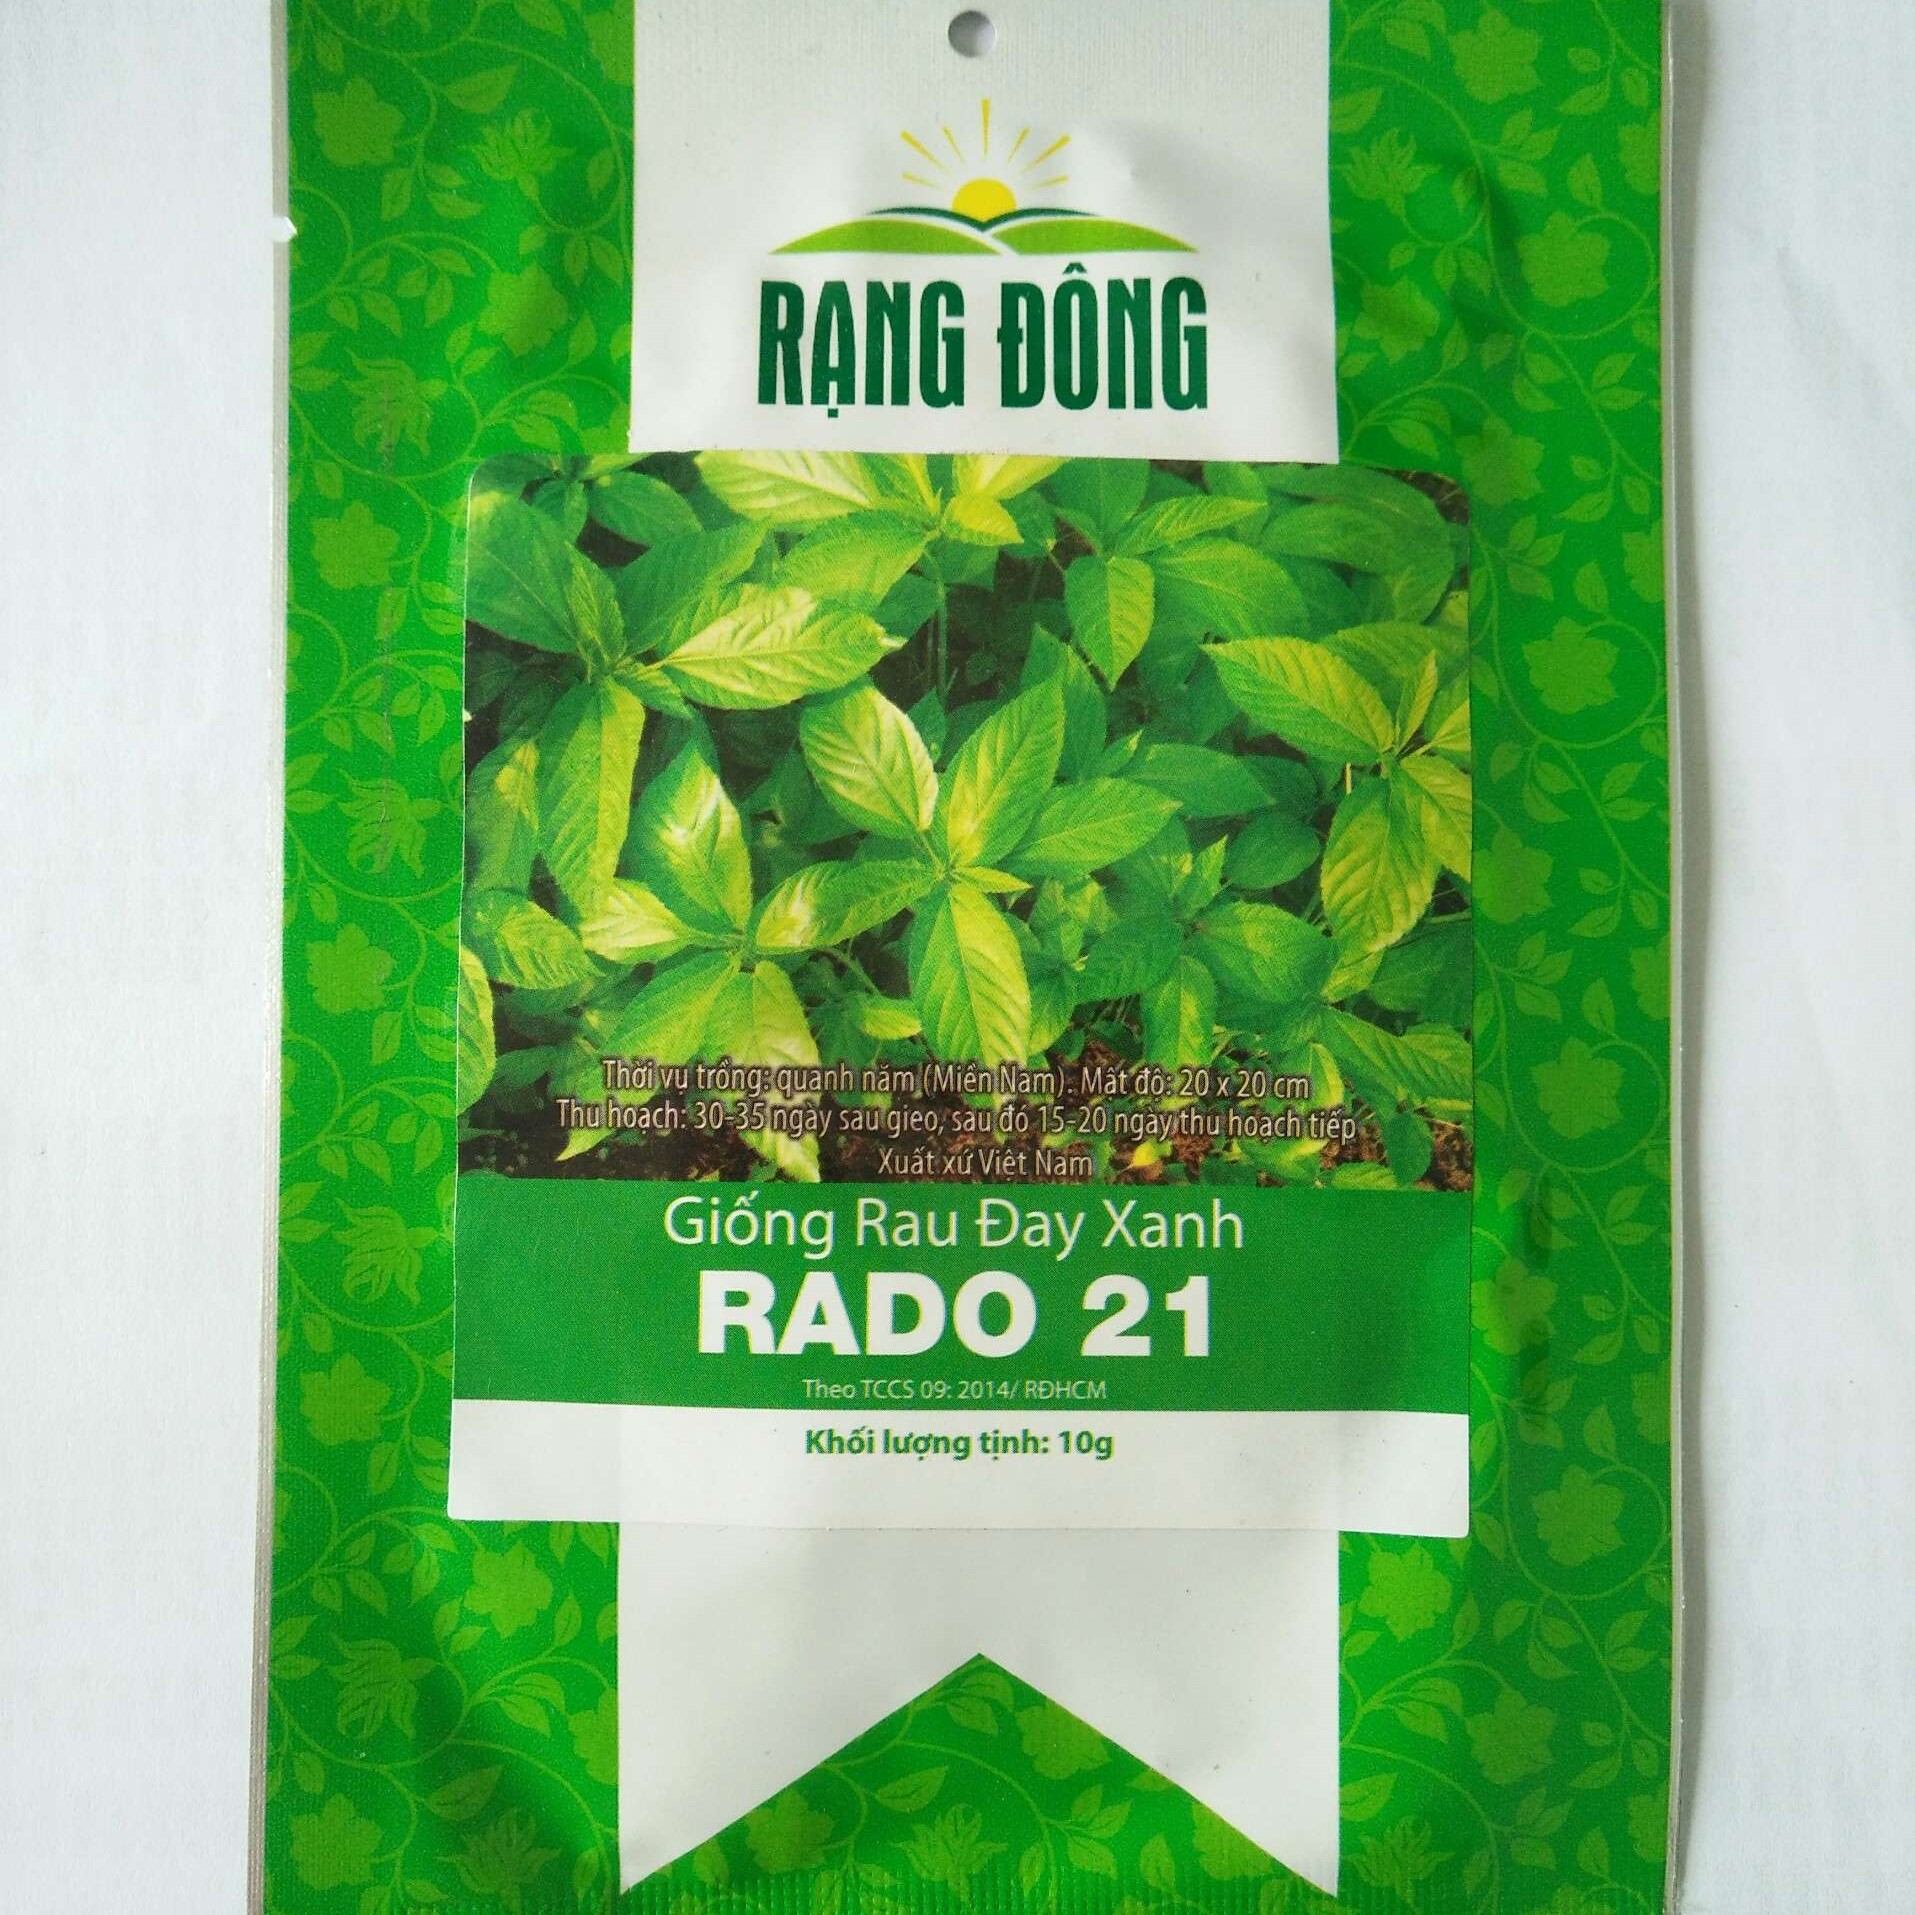 RẠNG ĐÔNG
Thời vụ trồng: quanh năm (Miền Nam). Mật độ: 20 x 20 cm
Thu hoạch: 30-35 ngày sau gieo, sau đó 15-20 ngày thu hoạch tiếp
Xuất xứ Việt Nam
Giống Rau Đay Xanh
RADO 21
Theo TCCS 09: 2014/ RĐHCM
Khối lượng tịnh: 10g